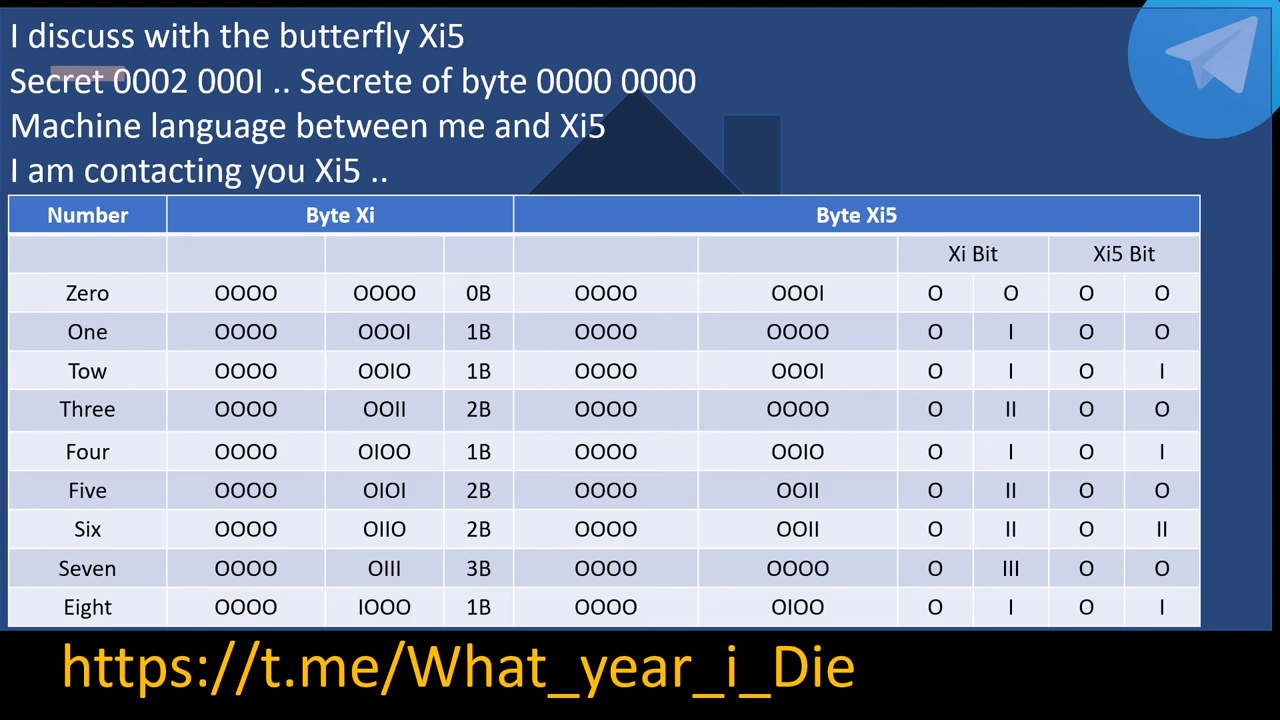 I discuss with the butterfly Xi5
Secret 0002 000I .. Secrete of byte 0000 0000
Machine language between me and Xi5
I am contacting you Xi5 ..
Number Byte Xi Byte Xi5
Xi Bit Xi5 Bit
Zero OOOO OOOO 0B OOOO OOOI O O O O
One OOOO OOOI 1B OOOO OOOO O I O O
Tow OOOO OOIO 1B OOOO OOOI O I O I
Three OOOO OOII 2B OOOO OOOO O II O O
Four OOOO OIOO 1B OOOO OOIO O I O I
Five OOOO OIOI 2B OOOO OOII O II O O
Six OOOO OIIO 2B OOOO OOII O II O II
Seven OOOO OIII 3B OOOO OOOO O III O O
Eight OOOO IOOO 1B OOOO OIOO O I O I
https://t.me/What_year_i_Die